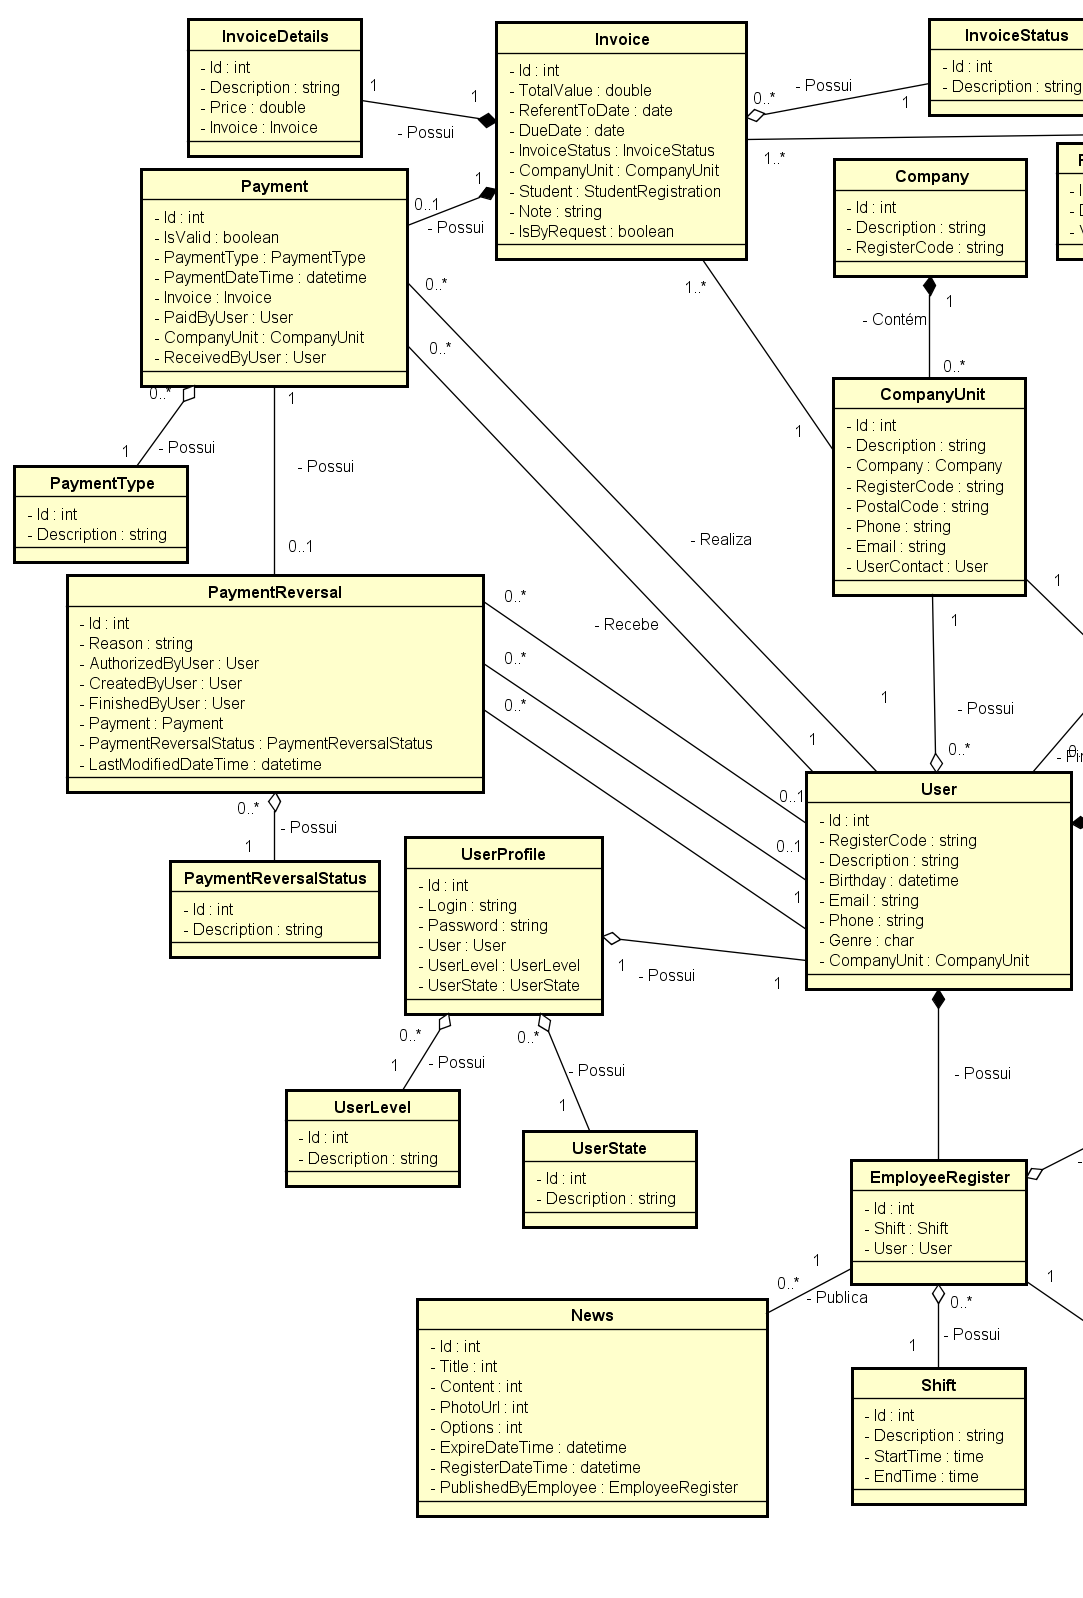 InvoiceDetails
- Id : int
- Description : string
- Price : double
- Invoice : Invoice
1
1
- Possui
Invoice
- Id : int
- TotalValue : double
- ReferentToDate : date
- DueDate : date
- InvoiceStatus : InvoiceStatus
- CompanyUnit : CompanyUnit
- Student : StudentRegistration
- Note : string
- IsByRequest : boolean
0..*
- Possui
1
1..*
InvoiceStatus
- Id : int
- Description : string
Payment
- Id : int
- IsValid : boolean
- PaymentType : PaymentType
- PaymentDateTime : datetime
- Invoice : Invoice
- PaidByUser : User
- CompanyUnit : CompanyUnit
- ReceivedByUser : User
1
0..1
- Possui
0..*
0..*
Company
- Id : int
- Description : string
- RegisterCode : string
1
- Contém
0..*
1..*
1
CompanyUnit
- Id : int
- Description : string
- Company : Company
- RegisterCode : string
- PostalCode : string
- Phone : string
- Email : string
- UserContact : User
1
1
1
- Possui
0..*
0..*
1
- Possui
PaymentType
- Id : int
- Description : string
1
- Possui
0..1
- Realiza
- Recebe
1
PaymentReversal
- Id : int
- Reason : string
- AuthorizedByUser : User
- CreatedByUser : User
- FinishedByUser : User
- Payment : Payment
- PaymentReversalStatus : PaymentReversalStatus
- LastModifiedDateTime : datetime
0..*
0..*
0..*
0..1
0..1
1
0..*
- Possui
1
PaymentReversalStatus
- Id : int
- Description : string
User
- Id : int
- RegisterCode : string
- Description : string
- Birthday : datetime
- Email : string
- Phone : string
- Genre : char
- CompanyUnit : CompanyUnit
UserProfile
- Id : int
- Login : string
- Password : string
- User : User
- UserLevel : UserLevel
- UserState : UserState
1
- Possui
1
0..*
1
- Possui
0..*
- Possui
1
UserLevel
- Id : int
- Description : string
UserState
- Id : int
- Description : string
- Possui
EmployeeRegister
- Id : int
- Shift : Shift
- User : User
1
0..*
- Publica
1
0..*
- Possui
1
News
- Id : int
- Title : int
- Content : int
- PhotoUrl : int
- Options : int
- ExpireDateTime : datetime
- RegisterDateTime : datetime
- PublishedByEmployee : EmployeeRegister
Shift
- Id : int
- Description : string
- StartTime : time
- EndTime : time